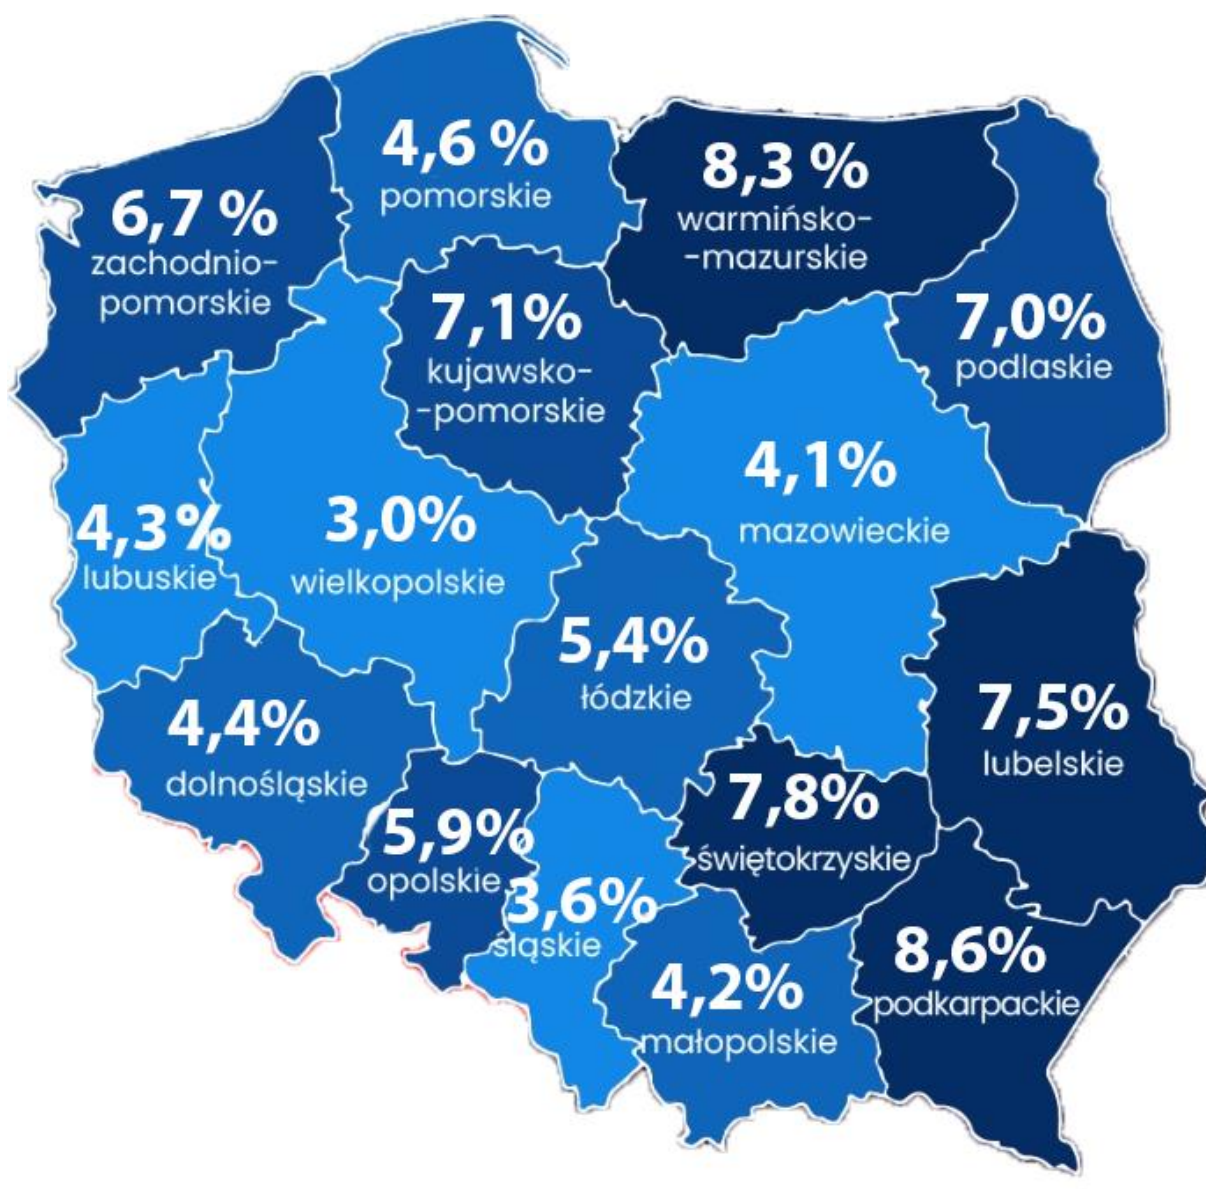 4,6 %
pomorskie
8,3 %
warmińsko-
-mazurskie
6,7 %
zachodnio-
pomorskie
7,1%
kujawsko-
-pomorskie
7,0%
podlaskie
4,1%
mazowieckie
4,3%
lubuskie
3,0%
wielkopolskie
5,4%
łódzkie
7,5%
lubelskie
4,4%
dolnośląskie
7,8%
świętokrzyskie
5,9%
opolskie
3,6%
śląskie
8,6%
podkarpackie
4,2%
małopolskie